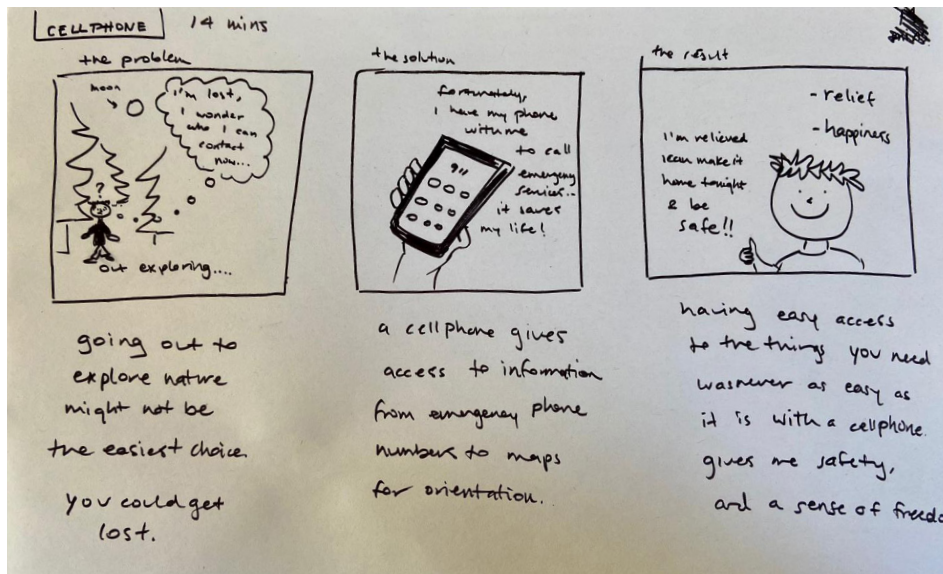 CELLPHONE
14 mins
the problem
moon
I'm lost,
I wonder
who I can
contact
now...
?
out exploring....
going out to
explore nature
might not be
the easiest choice.
you could get
lost.
the solution
fortunately,
I have my phone
with me
to call
emergency
services...
it saves
my life!
911
a cellphone gives
access to information
from emergency phone
numbers to maps
for orientation.
the result
- relief
- happiness
I'm relieved
I can make it
home tonight
& be
safe!!
having easy access
to the things you need
was never as easy as
it is with a cellphone.
gives me safety,
and a sense of freedo